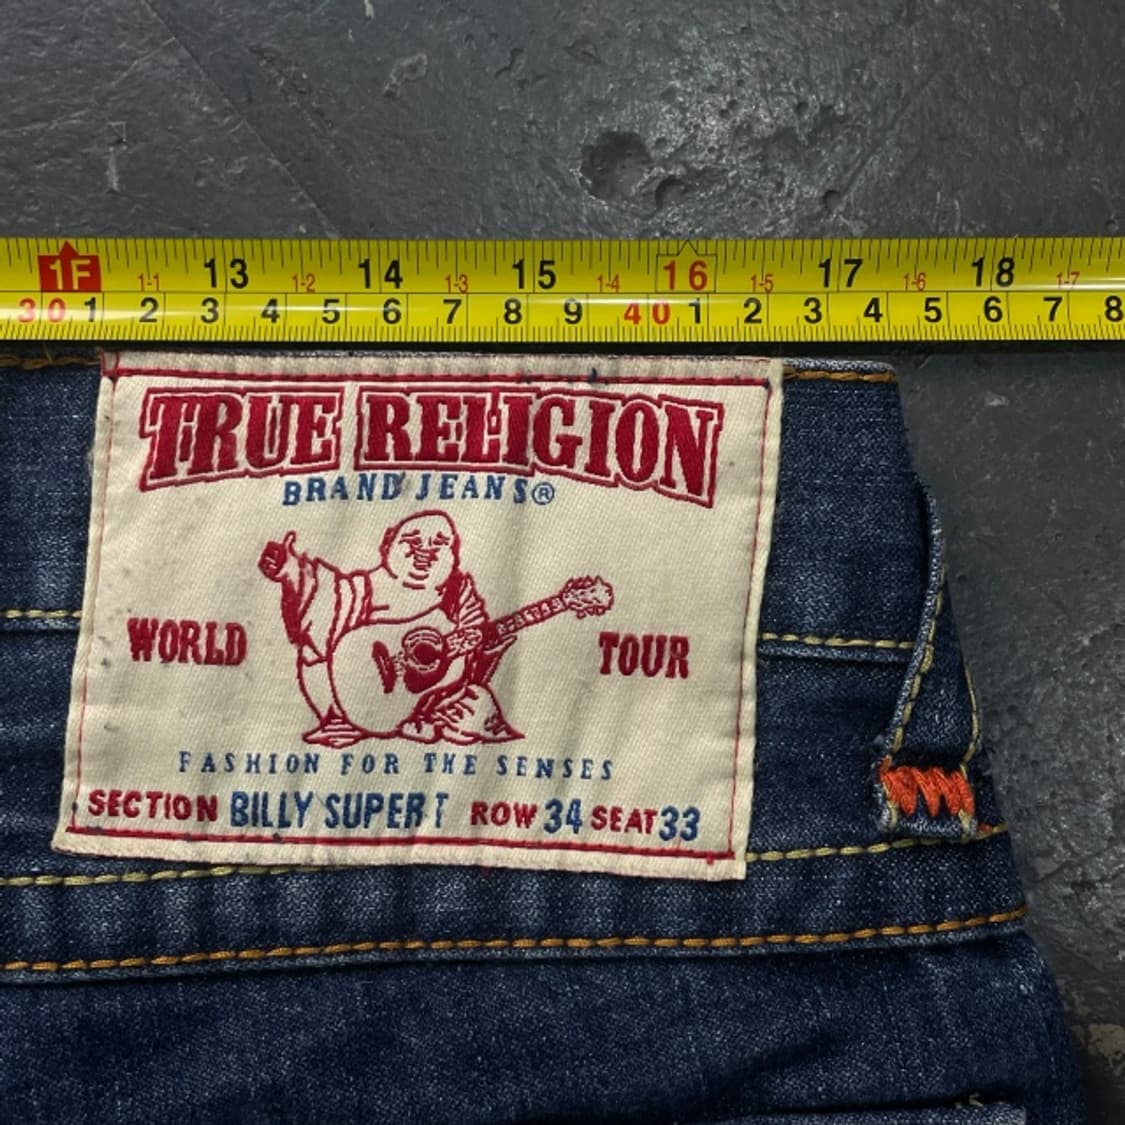 1F 1-1 13 1-2 14 1-3 15 1-4 16 1-5 17 1-6 18 1-7
30 1 2 3 4 5 6 7 8 9 40 1 2 3 4 5 6 7 8
TRUE RELIGION
BRAND JEANS®
WORLD TOUR
FASHION FOR THE SENSES
SECTION BILLY SUPER T ROW 34 SEAT 33